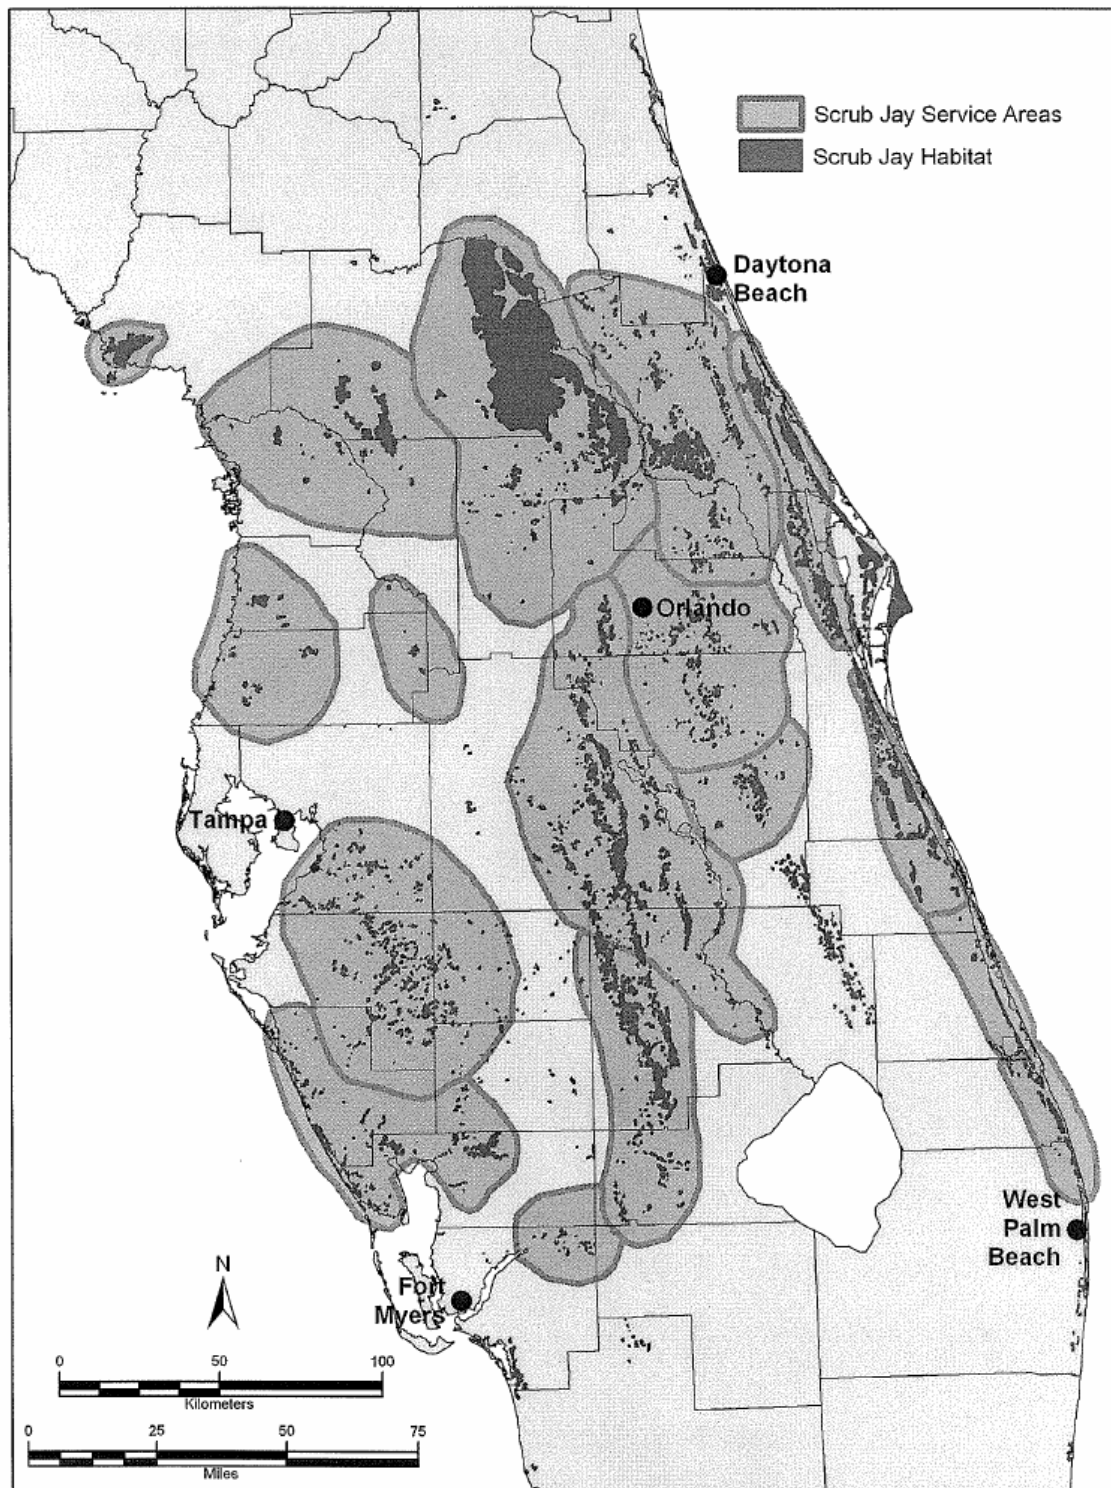 Scrub Jay Service Areas
Scrub Jay Habitat
Daytona
Beach
Orlando
Tampa
West
Palm
Beach
Fort
Myers
N
0 50 100
Kilometers
0 25 50 75
Miles